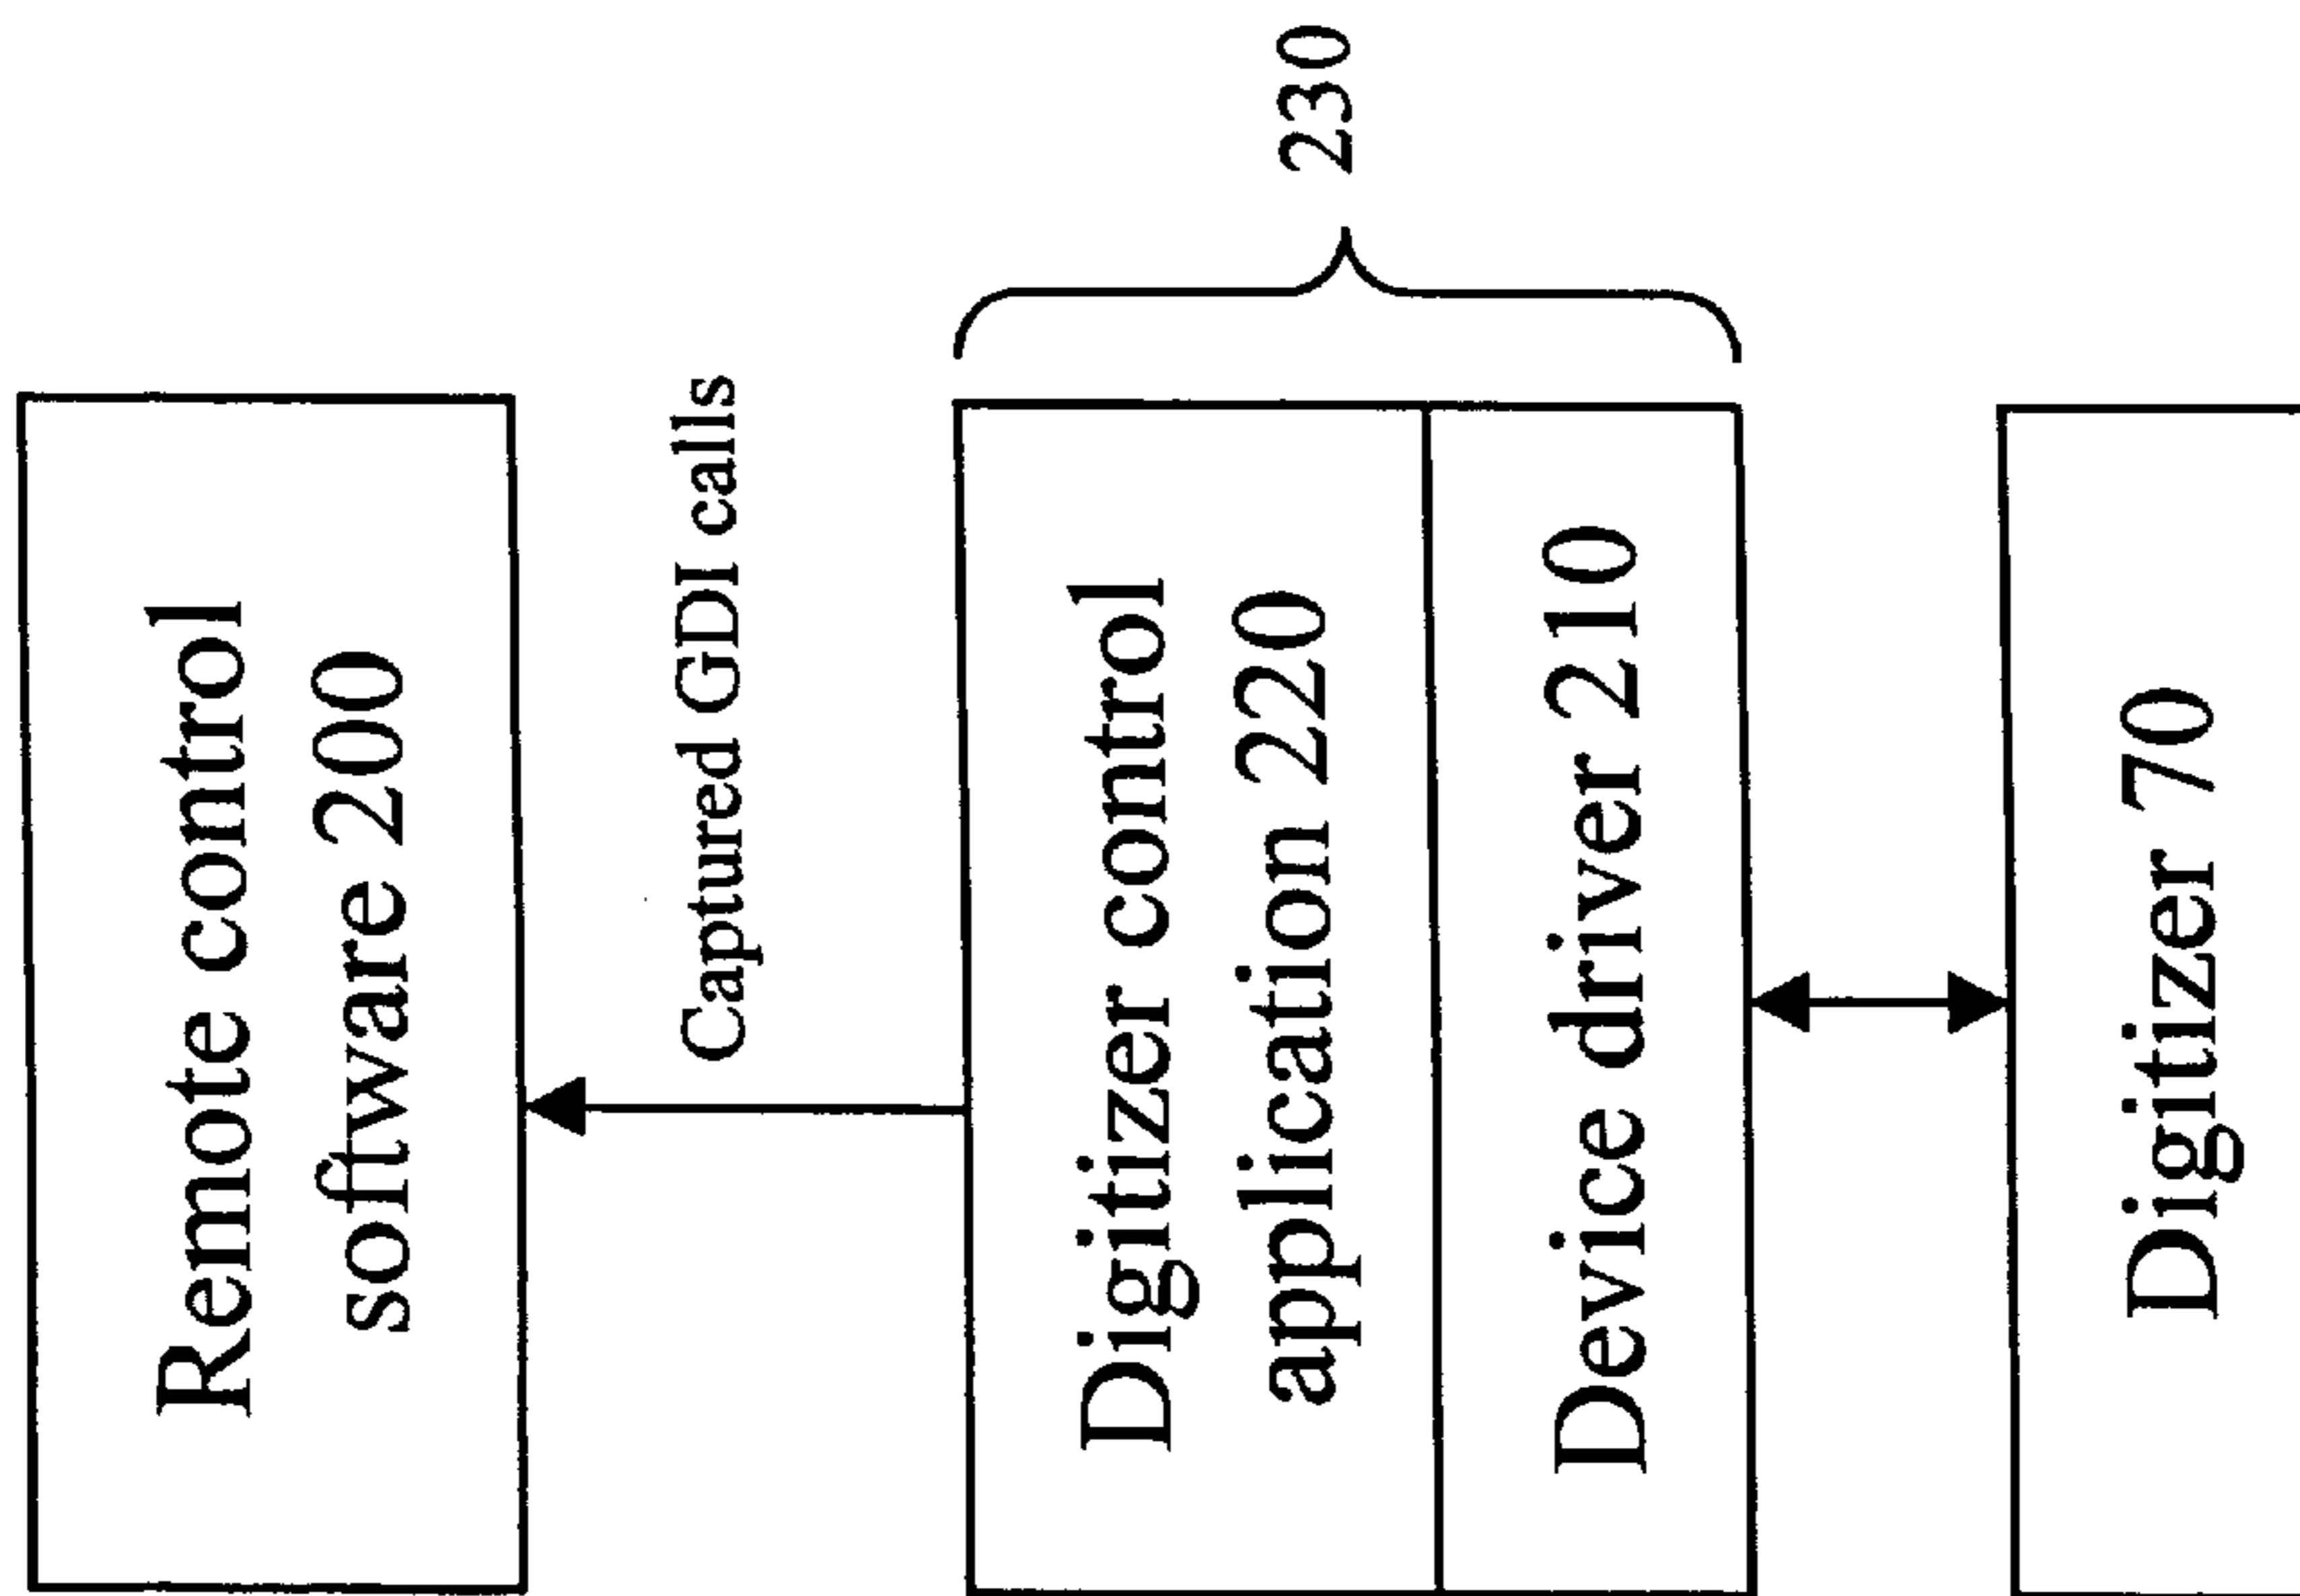 Remote control
software 200
Captured GDI calls
Digitizer control
application 220
Device driver 210
230
Digitizer 70